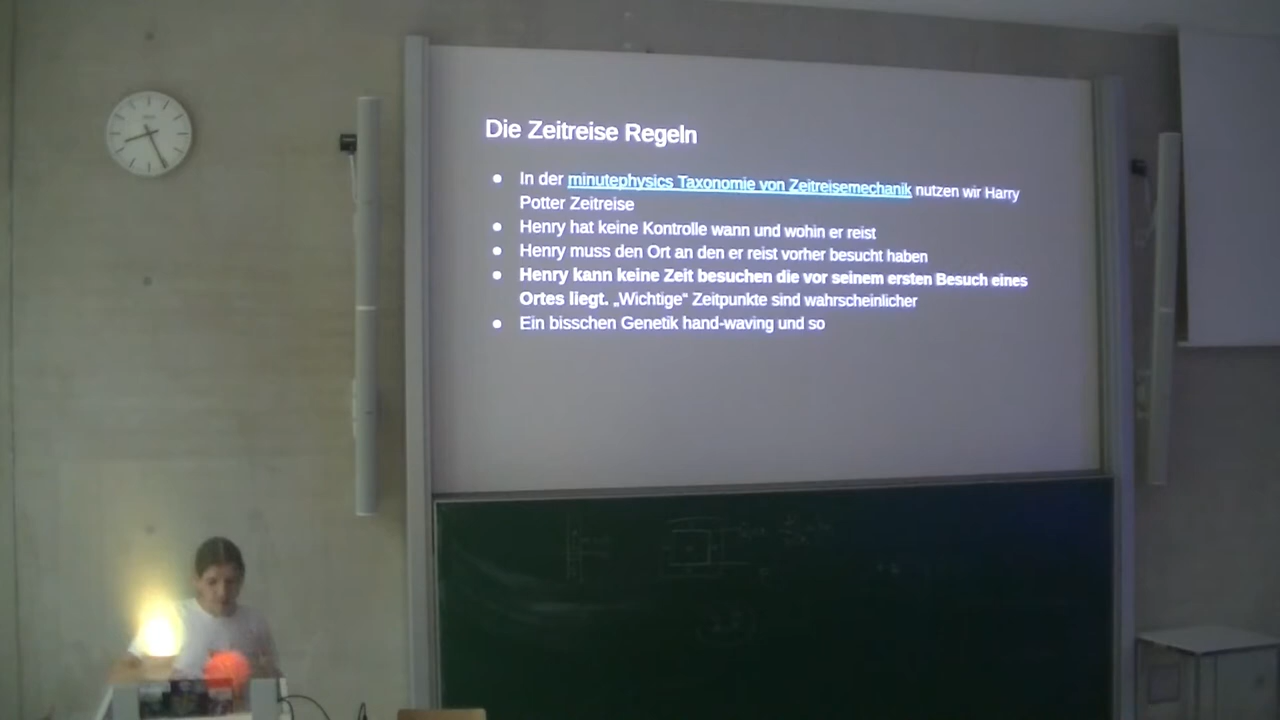 Die Zeitreise Regeln
● In der minutephysics Taxonomie von Zeitreisemechanik nutzen wir Harry
Potter Zeitreise
● Henry hat keine Kontrolle wann und wohin er reist
● Henry muss den Ort an den er reist vorher besucht haben
● Henry kann keine Zeit besuchen die vor seinem ersten Besuch eines
Ortes liegt. „Wichtige“ Zeitpunkte sind wahrscheinlicher
● Ein bisschen Genetik hand-waving und so